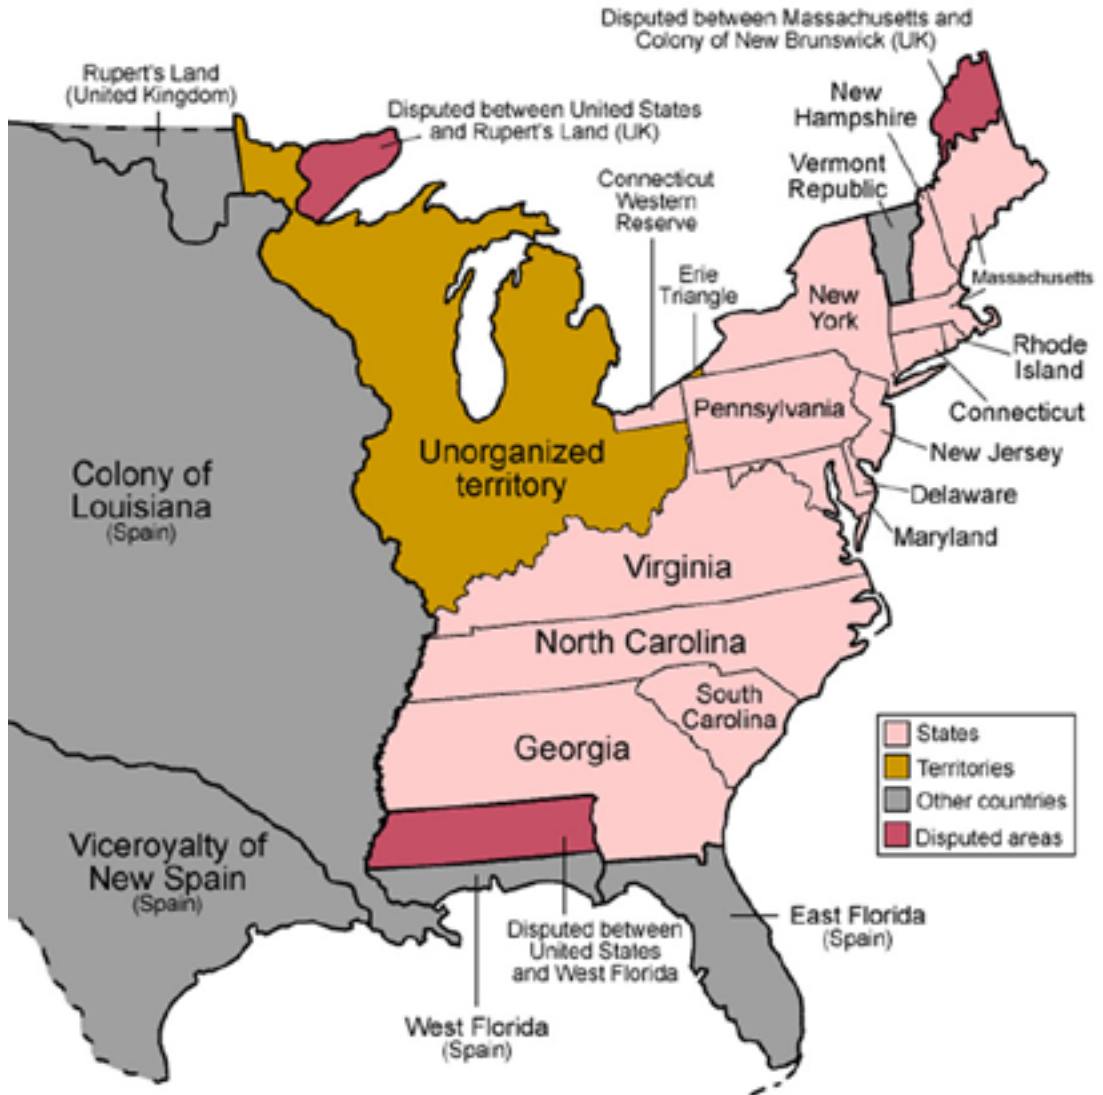 Disputed between Massachusetts and
Colony of New Brunswick (UK)
Rupert's Land
(United Kingdom)
Disputed between United States
and Rupert's Land (UK)
New
Hampshire
Vermont
Republic
Connecticut
Western
Reserve
Erie
Triangle
New
York
Massachusetts
Rhode
Island
Connecticut
Pennsylvania
New Jersey
Delaware
Maryland
Unorganized
territory
Colony of
Louisiana
(Spain)
Virginia
North Carolina
South
Carolina
Georgia
States
Territories
Other countries
Disputed areas
Viceroyalty of
New Spain
(Spain)
Disputed between
United States
and West Florida
East Florida
(Spain)
West Florida
(Spain)